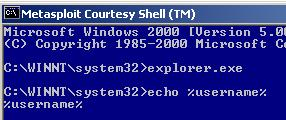 Metasploit Courtesy Shell (TM)
Microsoft Windows 2000 [Version 5.00
(C) Copyright 1985-2000 Microsoft
C:\WINNT\system32>explorer.exe
C:\WINNT\system32>echo %username%
%username%